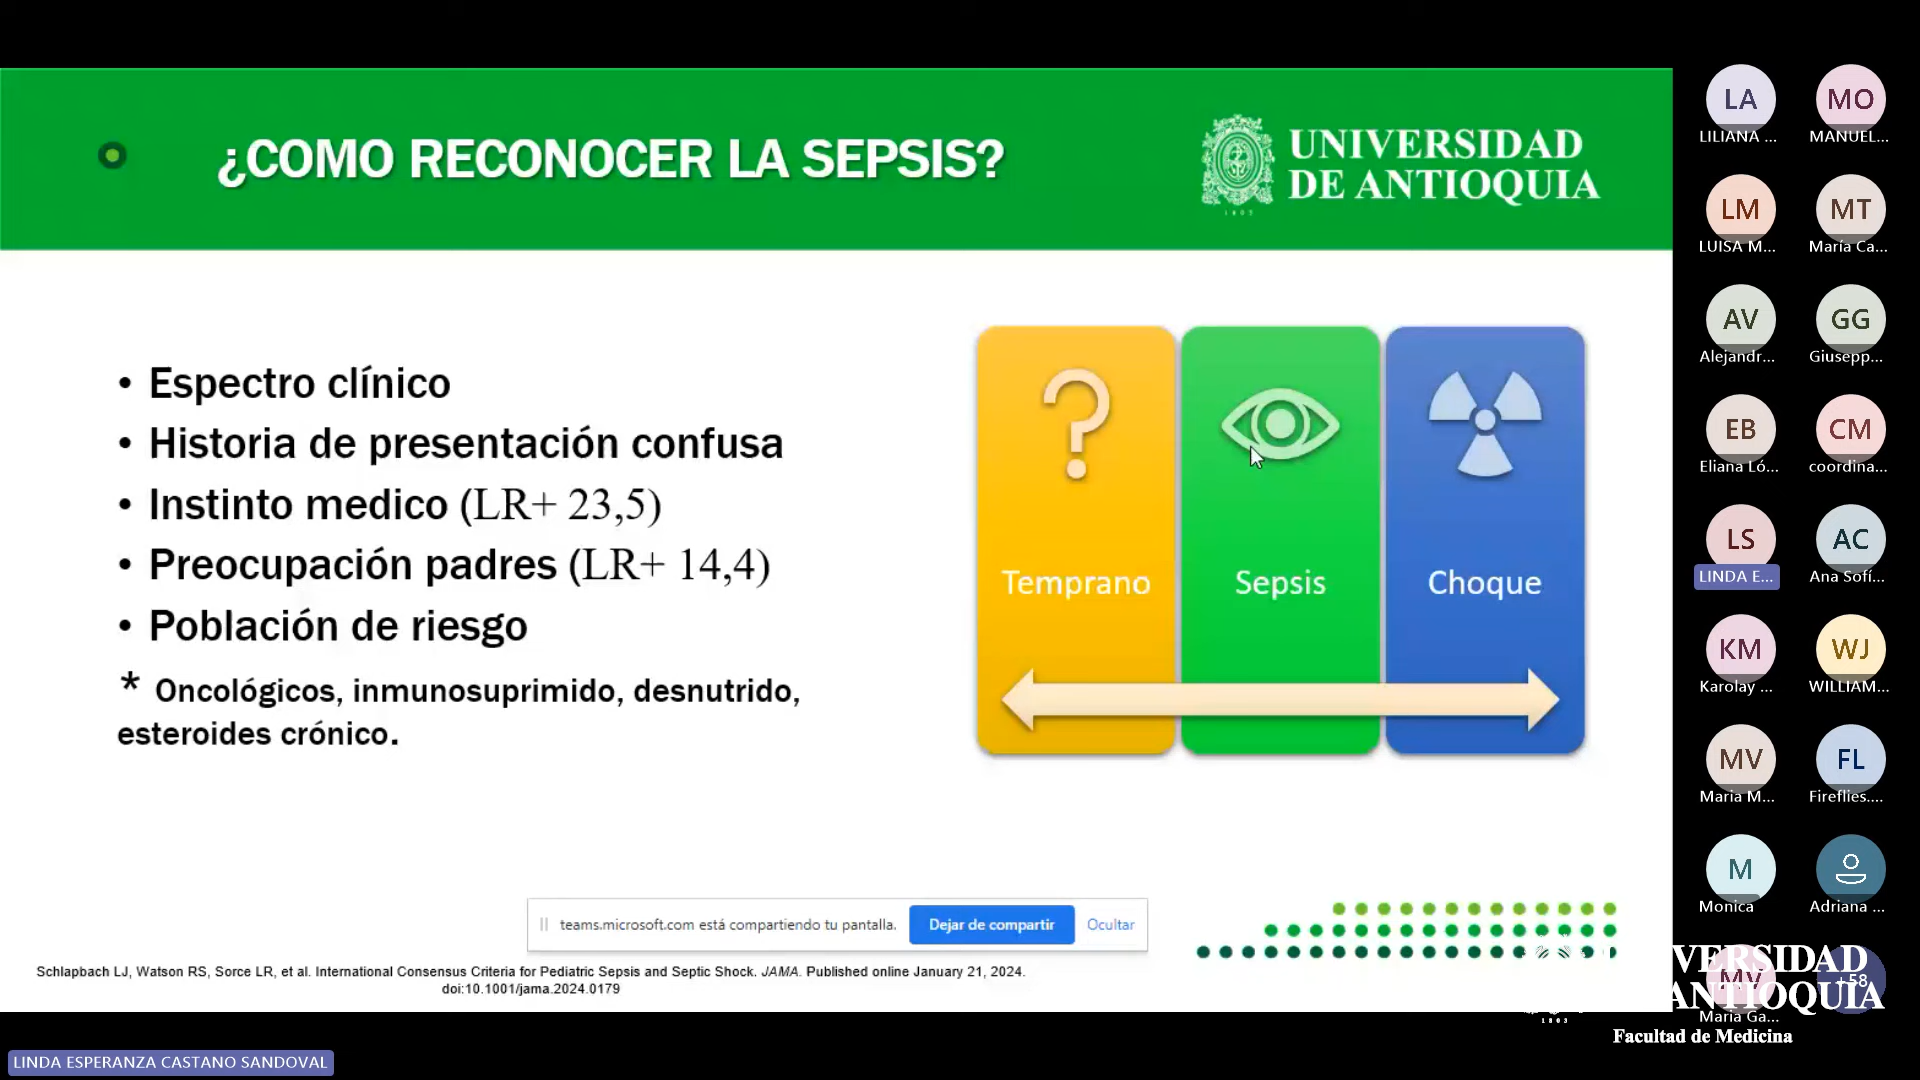 ¿COMO RECONOCER LA SEPSIS?
UNIVERSIDAD
DE ANTIOQUIA
1803
• Espectro clínico
• Historia de presentación confusa
• Instinto medico (LR+ 23,5)
• Preocupación padres (LR+ 14,4)
• Población de riesgo
* Oncológicos, inmunosuprimido, desnutrido,
esteroides crónico.
Temprano
Sepsis
Choque
teams.microsoft.com está compartiendo tu pantalla.
Dejar de compartir
Ocultar
Schlapbach LJ, Watson RS, Sorce LR, et al. International Consensus Criteria for Pediatric Sepsis and Septic Shock. JAMA. Published online January 21, 2024.
doi:10.1001/jama.2024.0179
LINDA ESPERANZA CASTANO SANDOVAL
LA
LILIANA ...
MO
MANUEL...
LM
LUISA M...
MT
María Ca...
AV
Alejandr...
GG
Giusepp...
EB
Eliana Ló...
CM
coordina...
LS
LINDA E...
AC
Ana Sofí...
KM
Karolay ...
WJ
WILLIAM...
MV
Maria M...
FL
Fireflies....
M
Monica
Adriana ...
MV
Maria Ga...
+58
VERSIDAD
ANTIOQUIA
1803
Facultad de Medicina